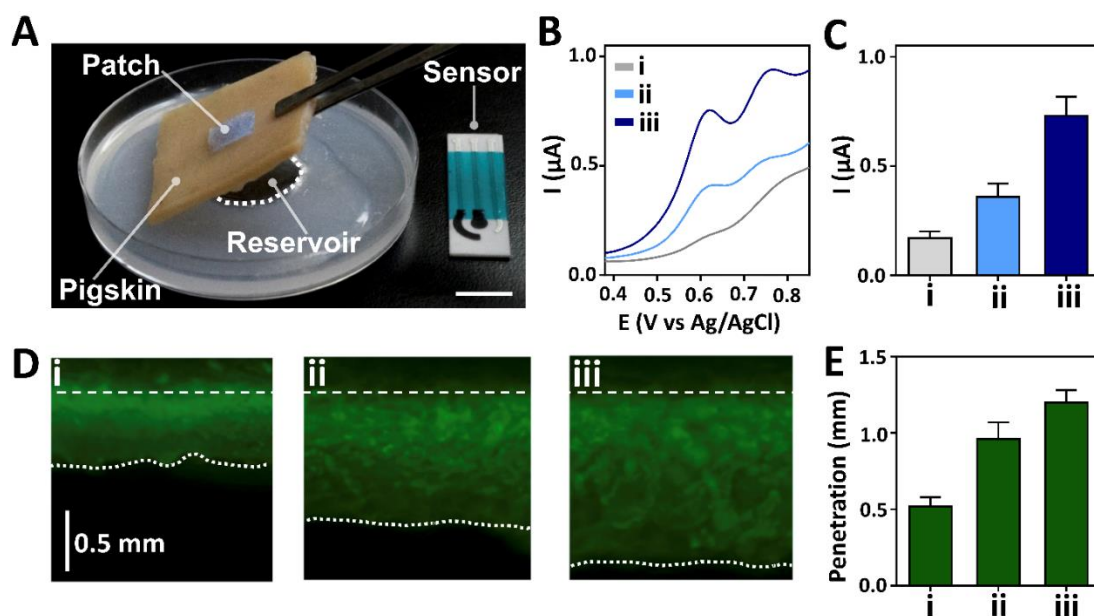 A
Patch
Sensor
Reservoir
Pigskin
B
I (µA)
1.0
0.5
0.0
i
ii
iii
0.4 0.5 0.6 0.7 0.8
E (V vs Ag/AgCl)
C
I (µA)
1.0
0.5
0.0
i ii iii
D
i
ii
iii
0.5 mm
E
Penetration (mm)
1.5
1.0
0.5
0.0
i ii iii